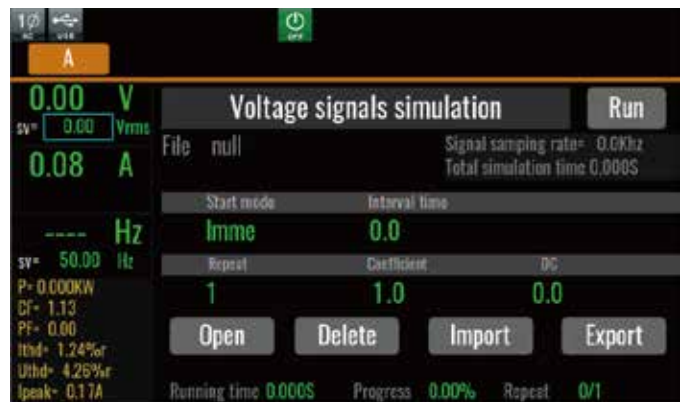 1Ø
AC USB OFF
A
0.00 V
SV= 0.00 Vrms
0.08 A
---- Hz
SV= 50.00 Hz
P= 0.000KW
CF= 1.13
PF= 0.00
Ithd= 1.24%r
Uthd= 4.26%r
Ipeak= 0.17A
Voltage signals simulation Run
File null
Signal sampling rate= 0.0Khz
Total simulation time 0.000S
Start mode Interval time
Imme 0.0
Repeat Coefficient DC
1 1.0 0.0
Open Delete Import Export
Running time 0.000S Progress 0.00% Repeat 0/1